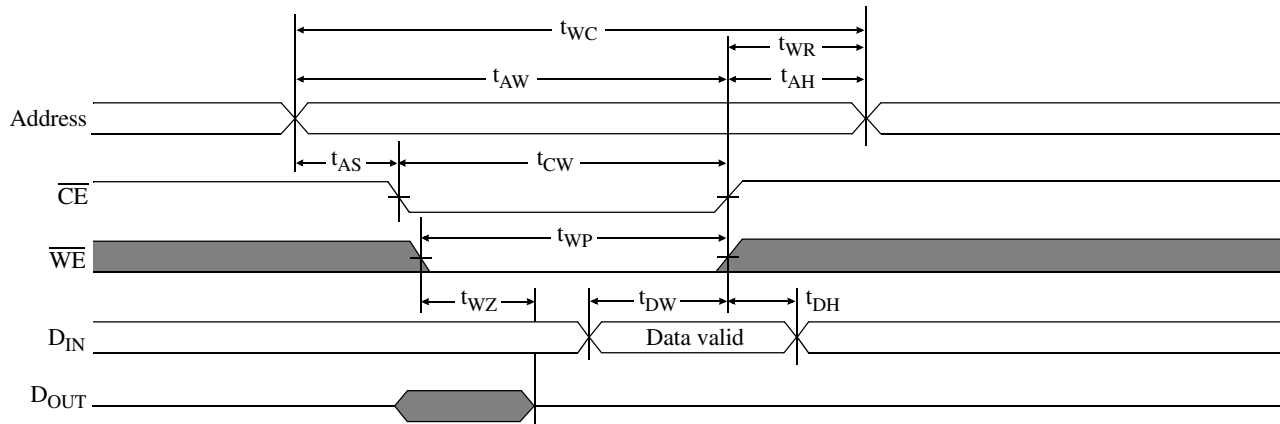 tWC
tWR
tAW
tAH
Address
tAS
tCW
CE
tWP
WE
tWZ
tDW
tDH
DIN
Data valid
DOUT